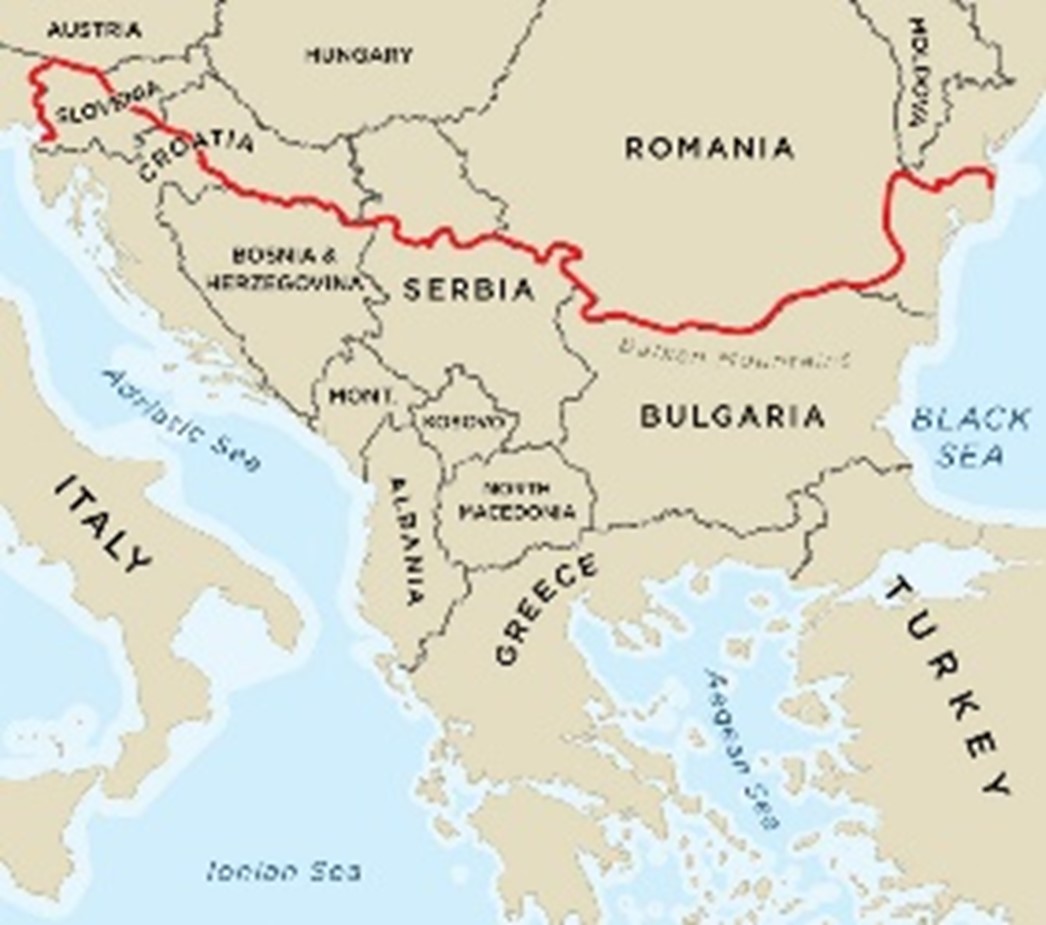 AUSTRIA
HUNGARY
MOLDOVA
SLOVENIA
CROATIA
ROMANIA
BOSNIA &
HERZEGOVINA
SERBIA
Balkan Mountains
MONT.
KOSOVO
BULGARIA
BLACK
SEA
Adriatic Sea
ITALY
ALBANIA
NORTH
MACEDONIA
GREECE
TURKEY
Aegean Sea
Ionian Sea